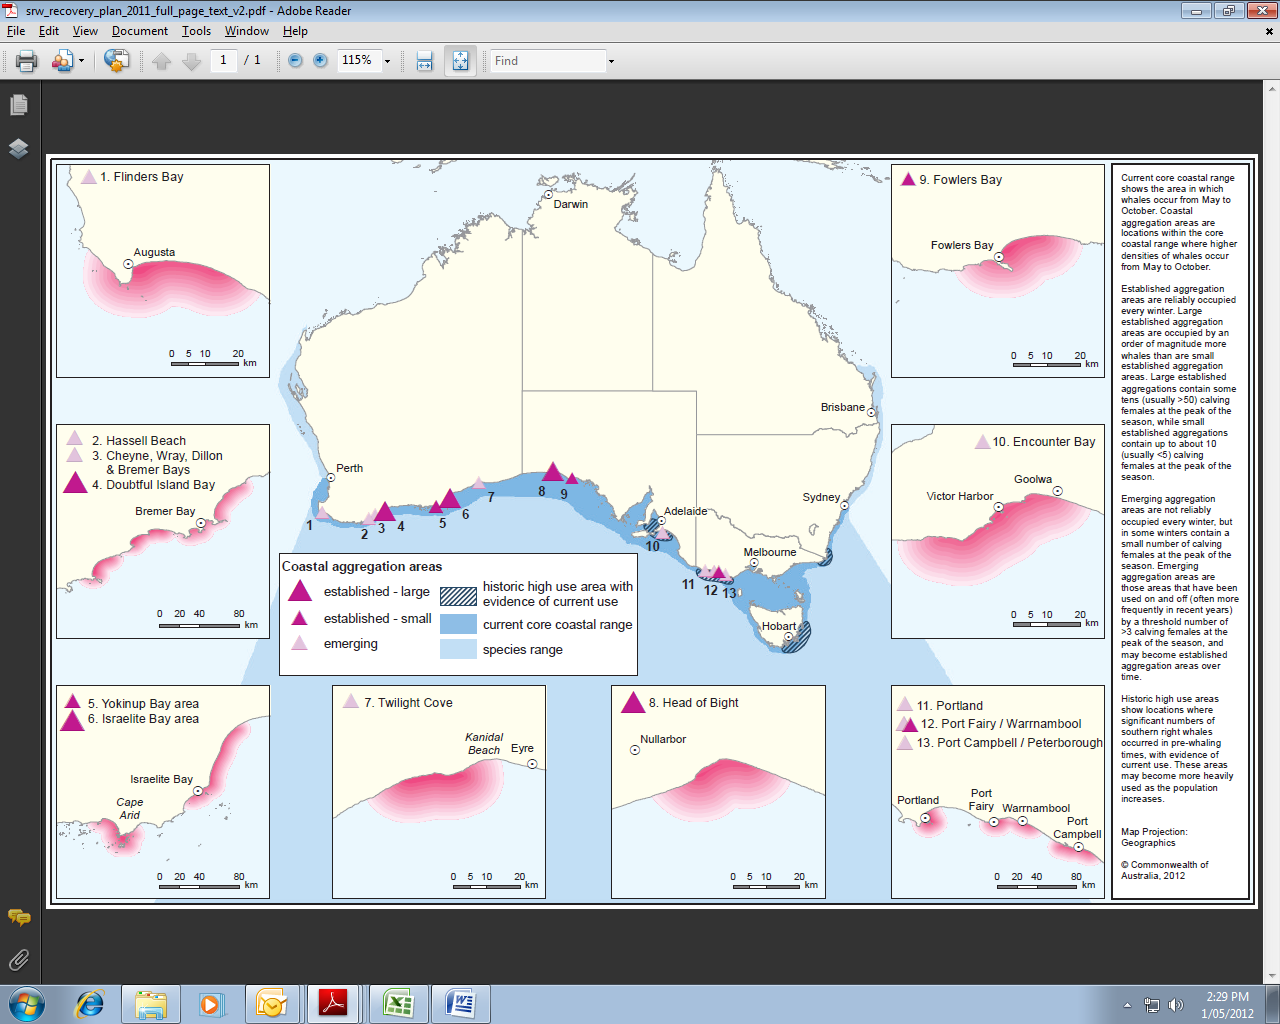 srw_recovery_plan_2011_full_page_text_v2.pdf - Adobe Reader
File Edit View Document Tools Window Help
1 / 1 115% Find
1. Flinders Bay
Augusta
0 5 10 20 km
2. Hassell Beach
3. Cheyne, Wray, Dillon
& Bremer Bays
4. Doubtful Island Bay
Bremer Bay
0 20 40 80
km
5. Yokinup Bay area
6. Israelite Bay area
Israelite Bay
Cape
Arid
0 20 40 80
km
Darwin
Brisbane
Perth
Sydney
Adelaide
Melbourne
Hobart
1
2
3
4
5
6
7
8
9
10
11
12
13
Coastal aggregation areas
established - large
established - small
emerging
historic high use area with
evidence of current use
current core coastal range
species range
7. Twilight Cove
Kanidal
Beach
Eyre
0 5 10 20
km
8. Head of Bight
Nullarbor
0 5 10 20
km
9. Fowlers Bay
Fowlers Bay
0 5 10 20
km
10. Encounter Bay
Goolwa
Victor Harbor
0 5 10 20
km
11. Portland
12. Port Fairy / Warrnambool
13. Port Campbell / Peterborough
Portland
Port
Fairy
Warrnambool
Port
Campbell
0 20 40 80
km
Current core coastal range
shows the area in which
whales occur from May to
October. Coastal
aggregation areas are
locations within the core
coastal range where higher
densities of whales occur
from May to October.
Established aggregation
areas are reliably occupied
every winter. Large
established aggregation
areas are occupied by an
order of magnitude more
whales than are small
established aggregation
areas. Large established
aggregations contain some
tens (usually >50) calving
females at the peak of the
season, while small
established aggregations
contain up to about 10
(usually <5) calving
females at the peak of the
season.
Emerging aggregation
areas are not reliably
occupied every winter, but
in some winters contain a
small number of calving
females at the peak of the
season. Emerging
aggregation areas are
those areas that have been
used on and off (often more
frequently in recent years)
by a threshold number of
>3 calving females at the
peak of the season, and
may become established
aggregation areas over
time.
Historic high use areas
show locations where
significant numbers of
southern right whales
occurred in pre-whaling
times, with evidence of
current use. These areas
may become more heavily
used as the population
increases.
Map Projection:
Geographics
© Commonwealth of
Australia, 2012
2:29 PM
1/05/2012